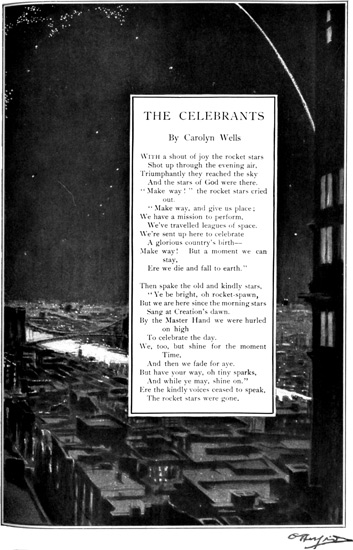 THE CELEBRANTS
By Carolyn Wells
WITH a shout of joy the rocket stars
Shot up through the evening air.
Triumphantly they reached the sky
And the stars of God were there.
"Make way!" the rocket stars cried
out.
"Make way, and give us place;
We have a mission to perform,
We've travelled leagues of space.
We're sent up here to celebrate
A glorious country's birth—
Make way! But a moment we can
stay,
Ere we die and fall to earth."
Then spake the old and kindly stars,
"Ye be bright, oh rocket-spawn,
But we are here since the morning stars
Sang at Creation's dawn.
By the Master Hand we were hurled
on high
To celebrate the day.
We, too, but shine for the moment
Time,
And then we fade for aye.
But have your way, oh tiny sparks,
And while ye may, shine on."
Ere the kindly voices ceased to speak,
The rocket stars were gone.